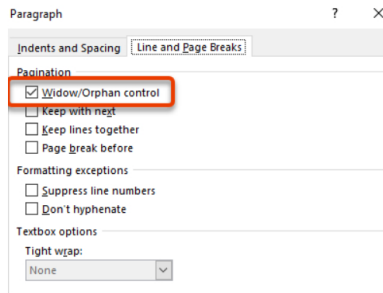 Paragraph ? ×
Indents and Spacing Line and Page Breaks
Pagination
Widow/Orphan control
Keep with next
Keep lines together
Page break before
Formatting exceptions
Suppress line numbers
Don't hyphenate
Textbox options
Tight wrap:
None